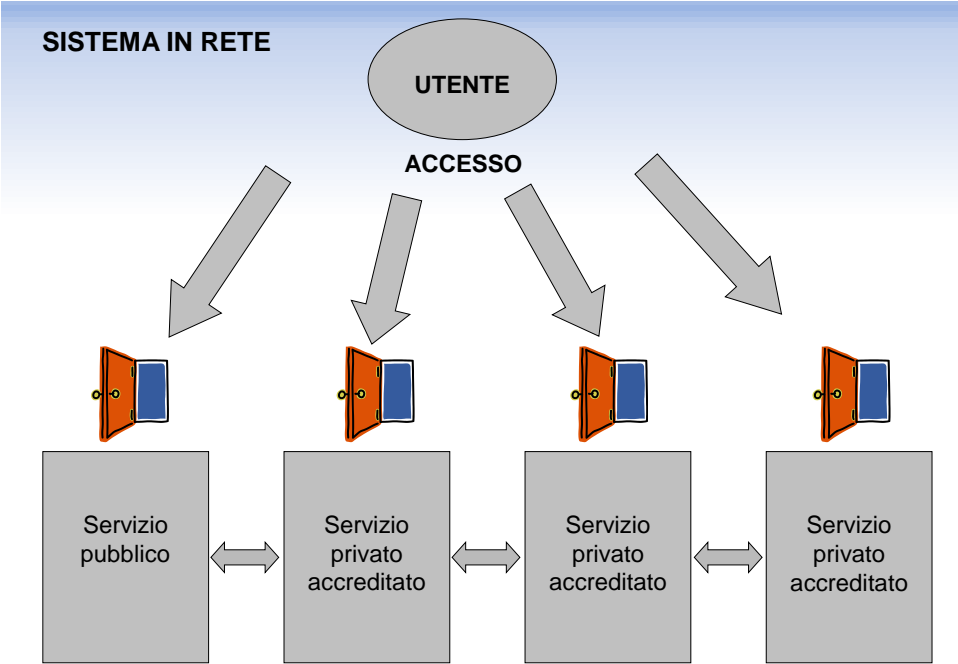 SISTEMA IN RETE
UTENTE
ACCESSO
Servizio
pubblico
Servizio
privato
accreditato
Servizio
privato
accreditato
Servizio
privato
accreditato